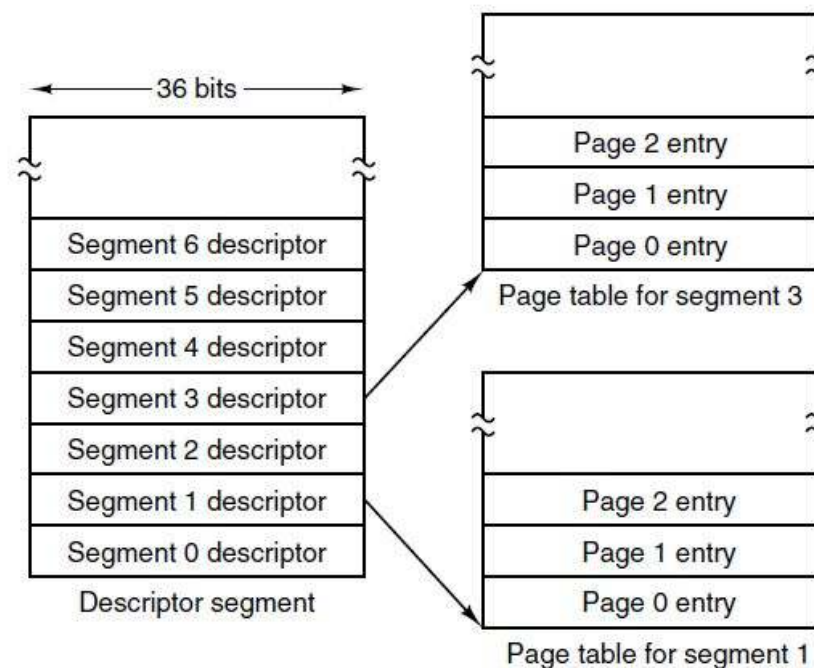 36 bits
Segment 6 descriptor
Segment 5 descriptor
Segment 4 descriptor
Segment 3 descriptor
Segment 2 descriptor
Segment 1 descriptor
Segment 0 descriptor
Descriptor segment
Page 2 entry
Page 1 entry
Page 0 entry
Page table for segment 3
Page 2 entry
Page 1 entry
Page 0 entry
Page table for segment 1